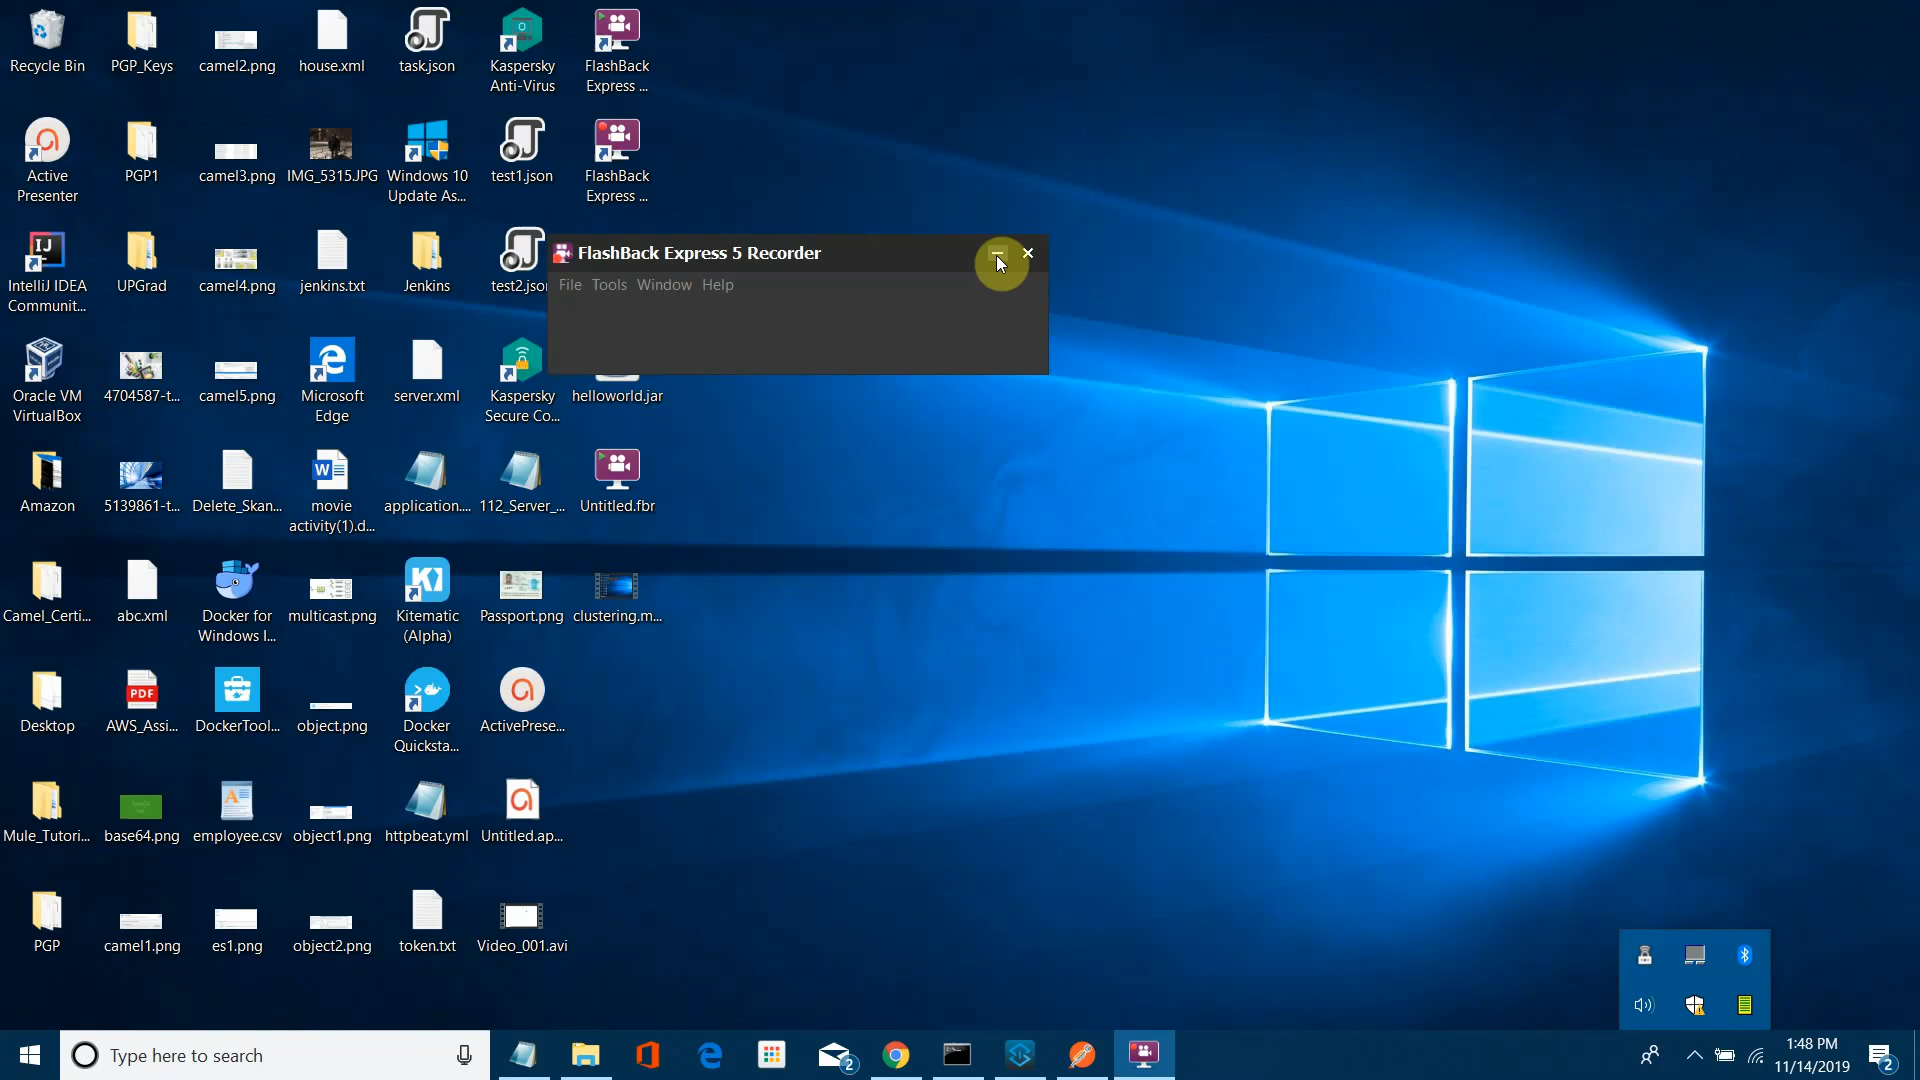 Recycle Bin
PGP_Keys
camel2.png
house.xml
task.json
Kaspersky
Anti-Virus
FlashBack
Express ...
Active
Presenter
PGP1
camel3.png
IMG_5315.JPG
Windows 10
Update As...
test1.json
FlashBack
Express ...
IntelliJ IDEA
Communit...
UPGrad
camel4.png
jenkins.txt
Jenkins
test2.json
FlashBack Express 5 Recorder
File Tools Window Help
Oracle VM
VirtualBox
4704587-t...
camel5.png
Microsoft
Edge
server.xml
Kaspersky
Secure Co...
helloworld.jar
Amazon
5139861-t...
Delete_Skan...
movie
activity(1).d...
application....
112_Server_...
Untitled.fbr
Camel_Certi...
abc.xml
Docker for
Windows I...
multicast.png
Kitematic
(Alpha)
Passport.png
clustering.m...
Desktop
PDF
AWS_Assi...
DockerTool...
object.png
Docker
Quicksta...
ActivePrese...
Mule_Tutori...
base64.png
employee.csv
object1.png
httpbeat.yml
Untitled.ap...
PGP
camel1.png
es1.png
object2.png
token.txt
Video_001.avi
Type here to search
2
1:48 PM
11/14/2019
2